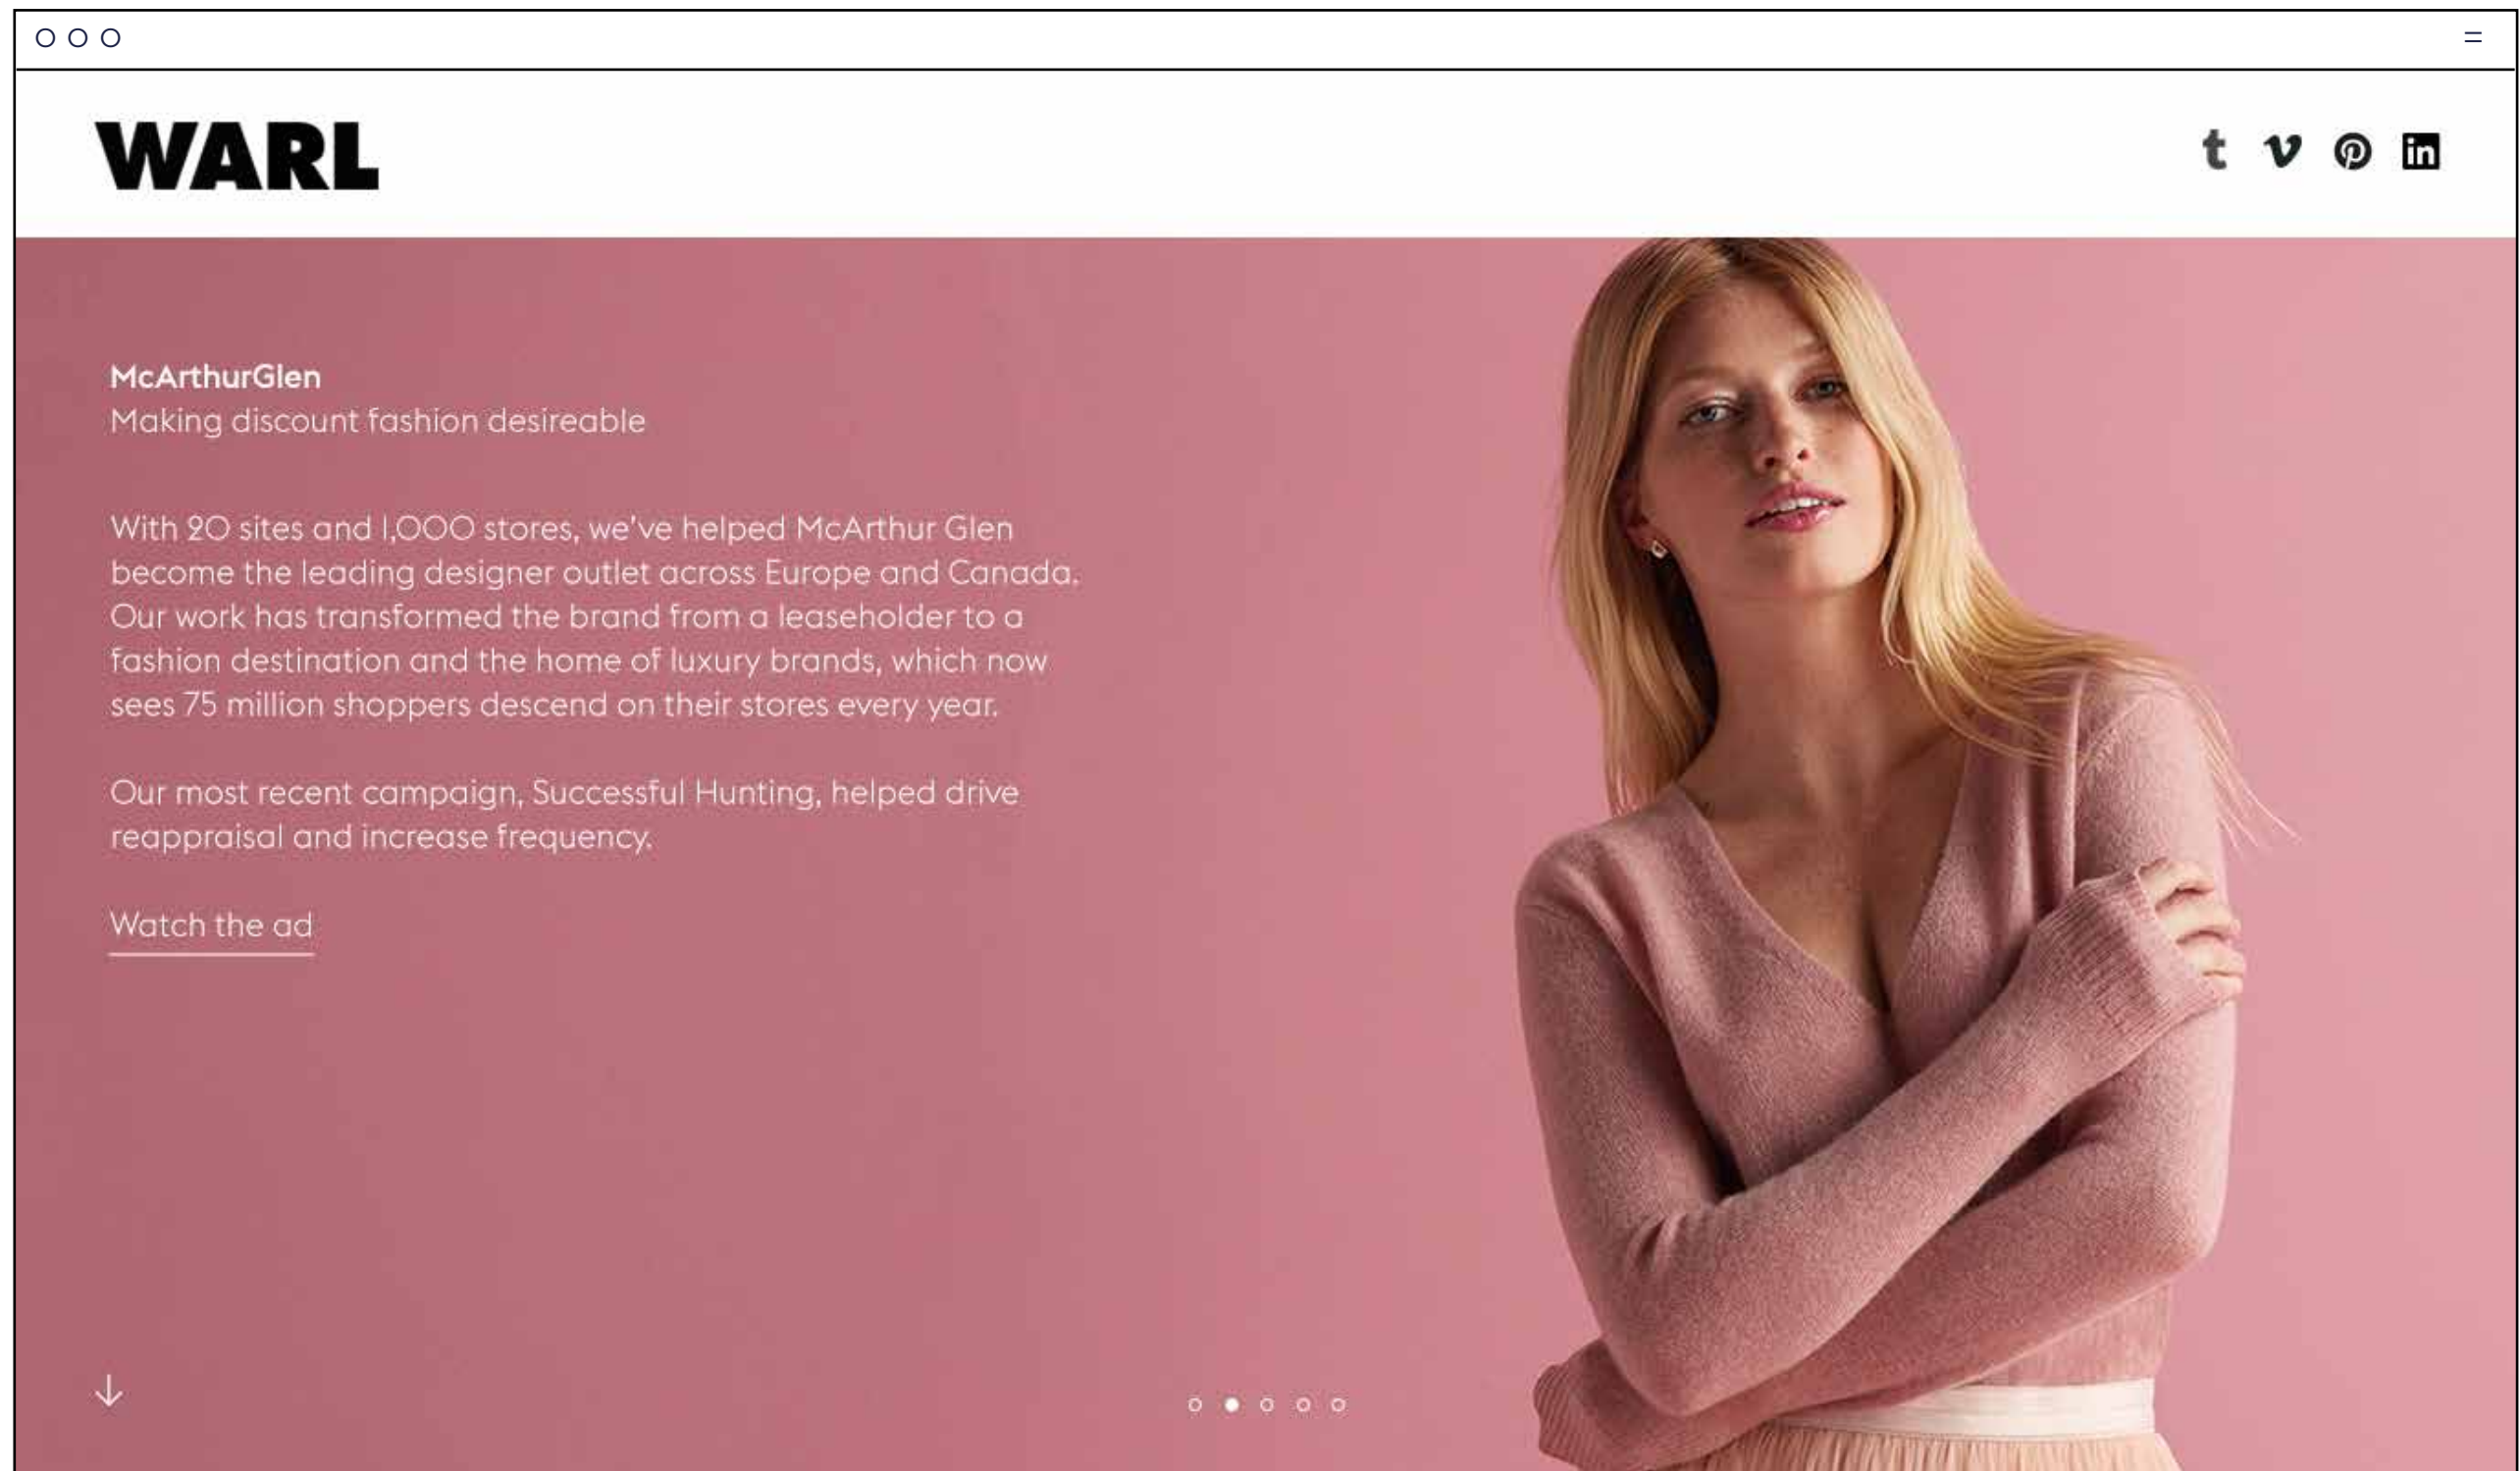 WARL
McArthurGlen
Making discount fashion desireable
With 20 sites and 1,000 stores, we've helped McArthur Glen
become the leading designer outlet across Europe and Canada.
Our work has transformed the brand from a leaseholder to a
fashion destination and the home of luxury brands, which now
sees 75 million shoppers descend on their stores every year.
Our most recent campaign, Successful Hunting, helped drive
reappraisal and increase frequency.
Watch the ad